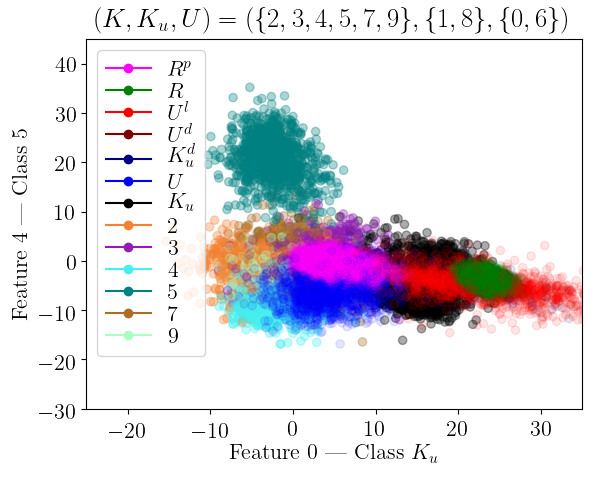 (K, K_u, U) = ({2, 3, 4, 5, 7, 9}, {1, 8}, {0, 6})
R^p
R
U^l
U^d
K_u^d
U
K_u
2
3
4
5
7
9
Feature 4 — Class 5
40
30
20
10
0
−10
−20
−30
−20 −10 0 10 20 30
Feature 0 — Class K_u